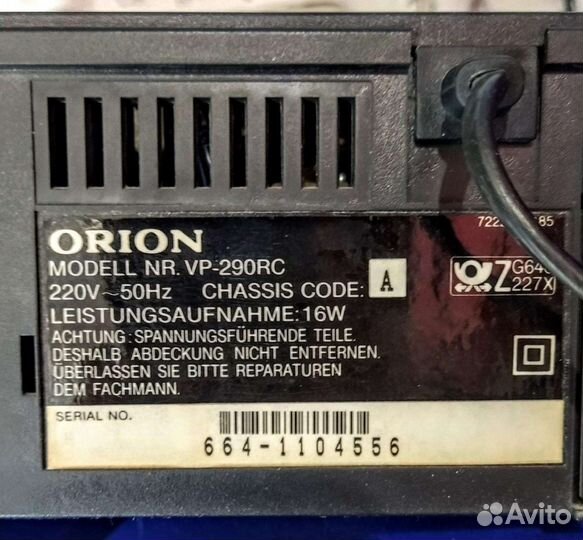 ORION
MODELL NR. VP-290RC
220V ~ 50Hz CHASSIS CODE: A
LEISTUNGSAUFNAHME: 16W
ACHTUNG: SPANNUNGSFÜHRENDE TEILE.
DESHALB ABDECKUNG NICHT ENTFERNEN.
ÜBERLASSEN SIE BITTE REPARATUREN
DEM FACHMANN.
Z
227X
SERIAL NO.
664-1104556
Avito